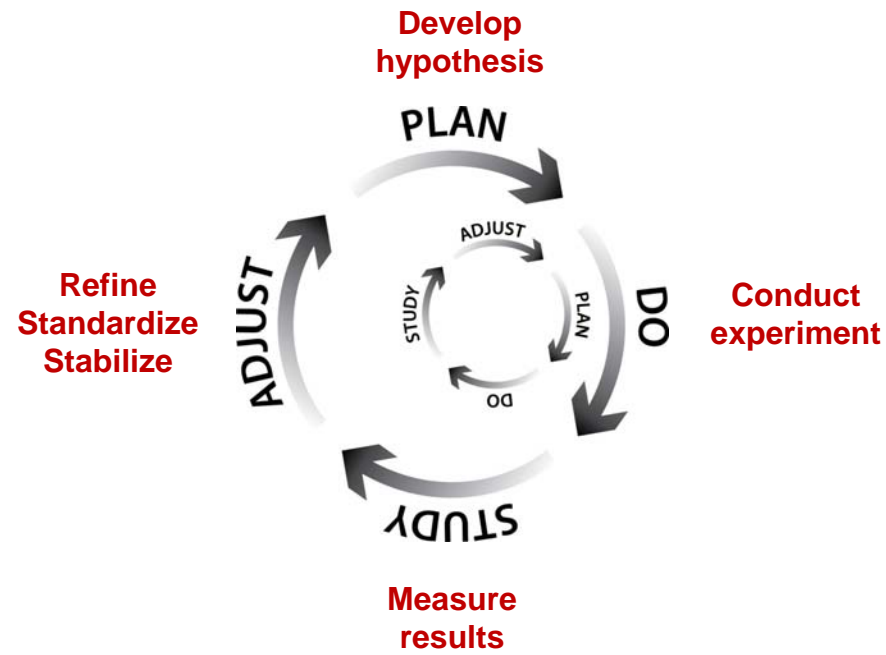 Develop
hypothesis
PLAN
ADJUST
PLAN
DO
STUDY
DO
STUDY
ADJUST
Refine
Standardize
Stabilize
Conduct
experiment
Measure
results